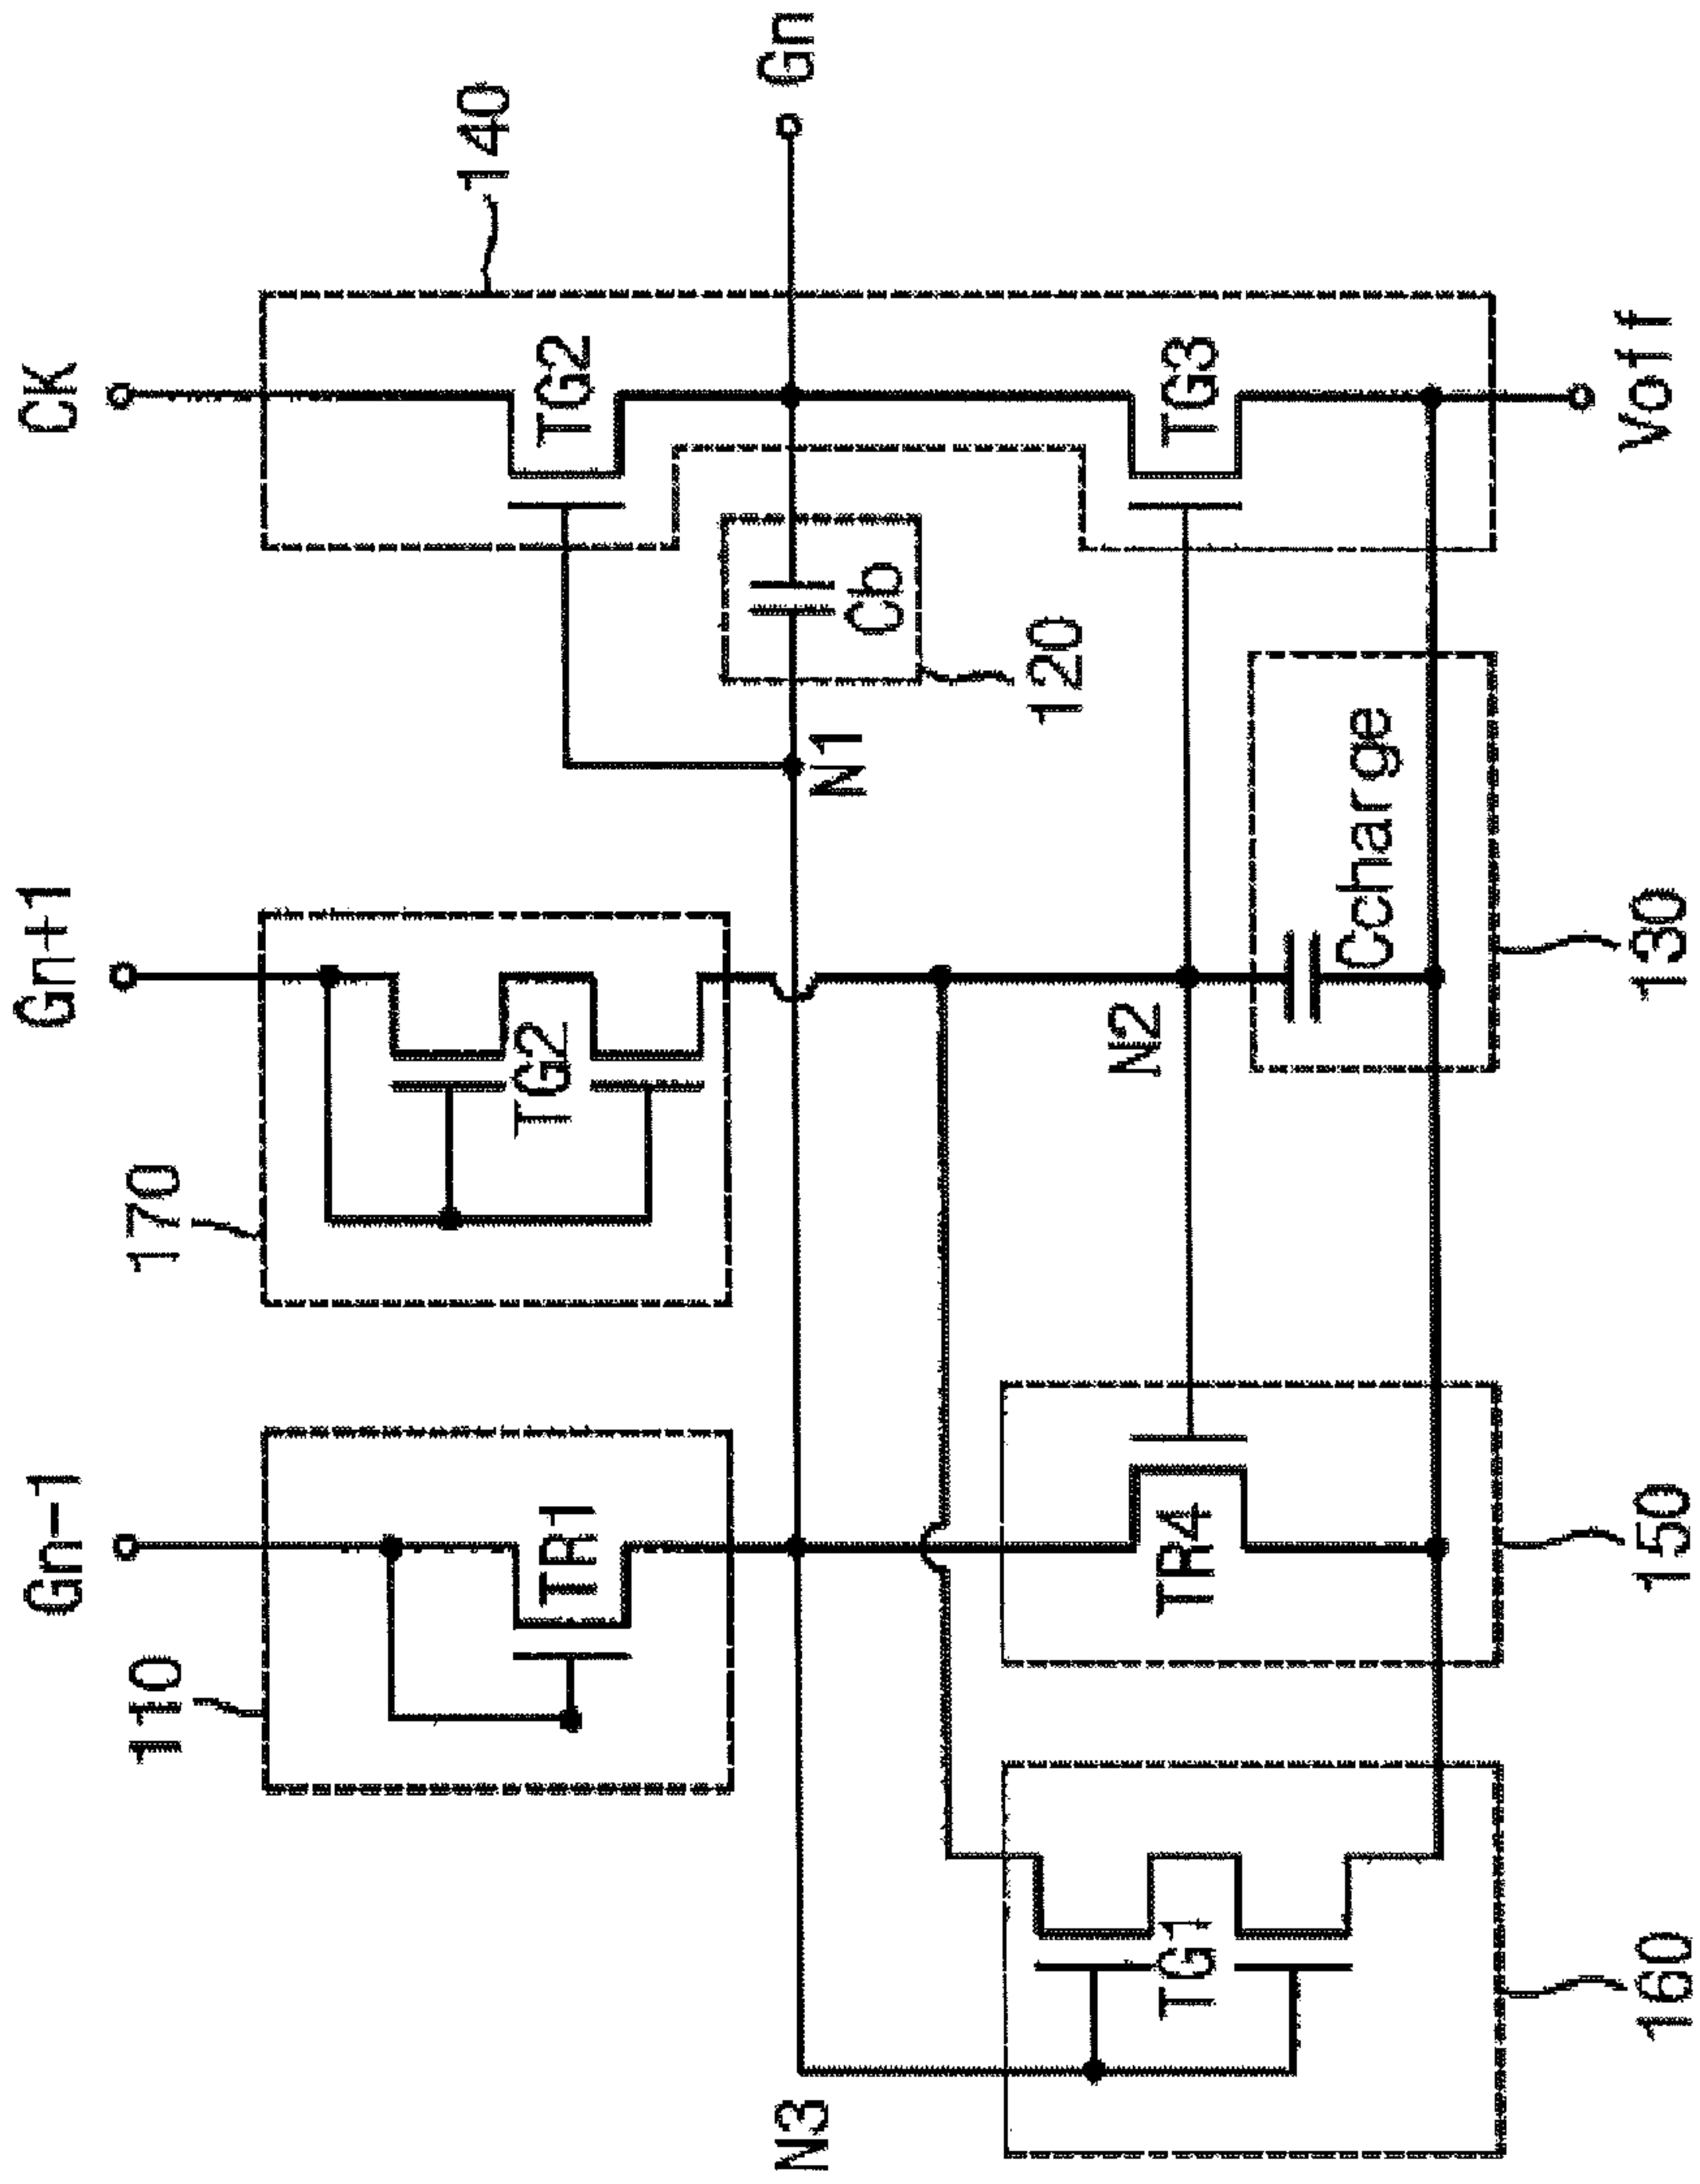 Gn-1
Gn+1
CK
110
170
140
TR1
TG2
TG2
Gn
N3
N1
Cb
120
N2
TG1
TR4
TG3
Ccharge
Voff
160
150
130